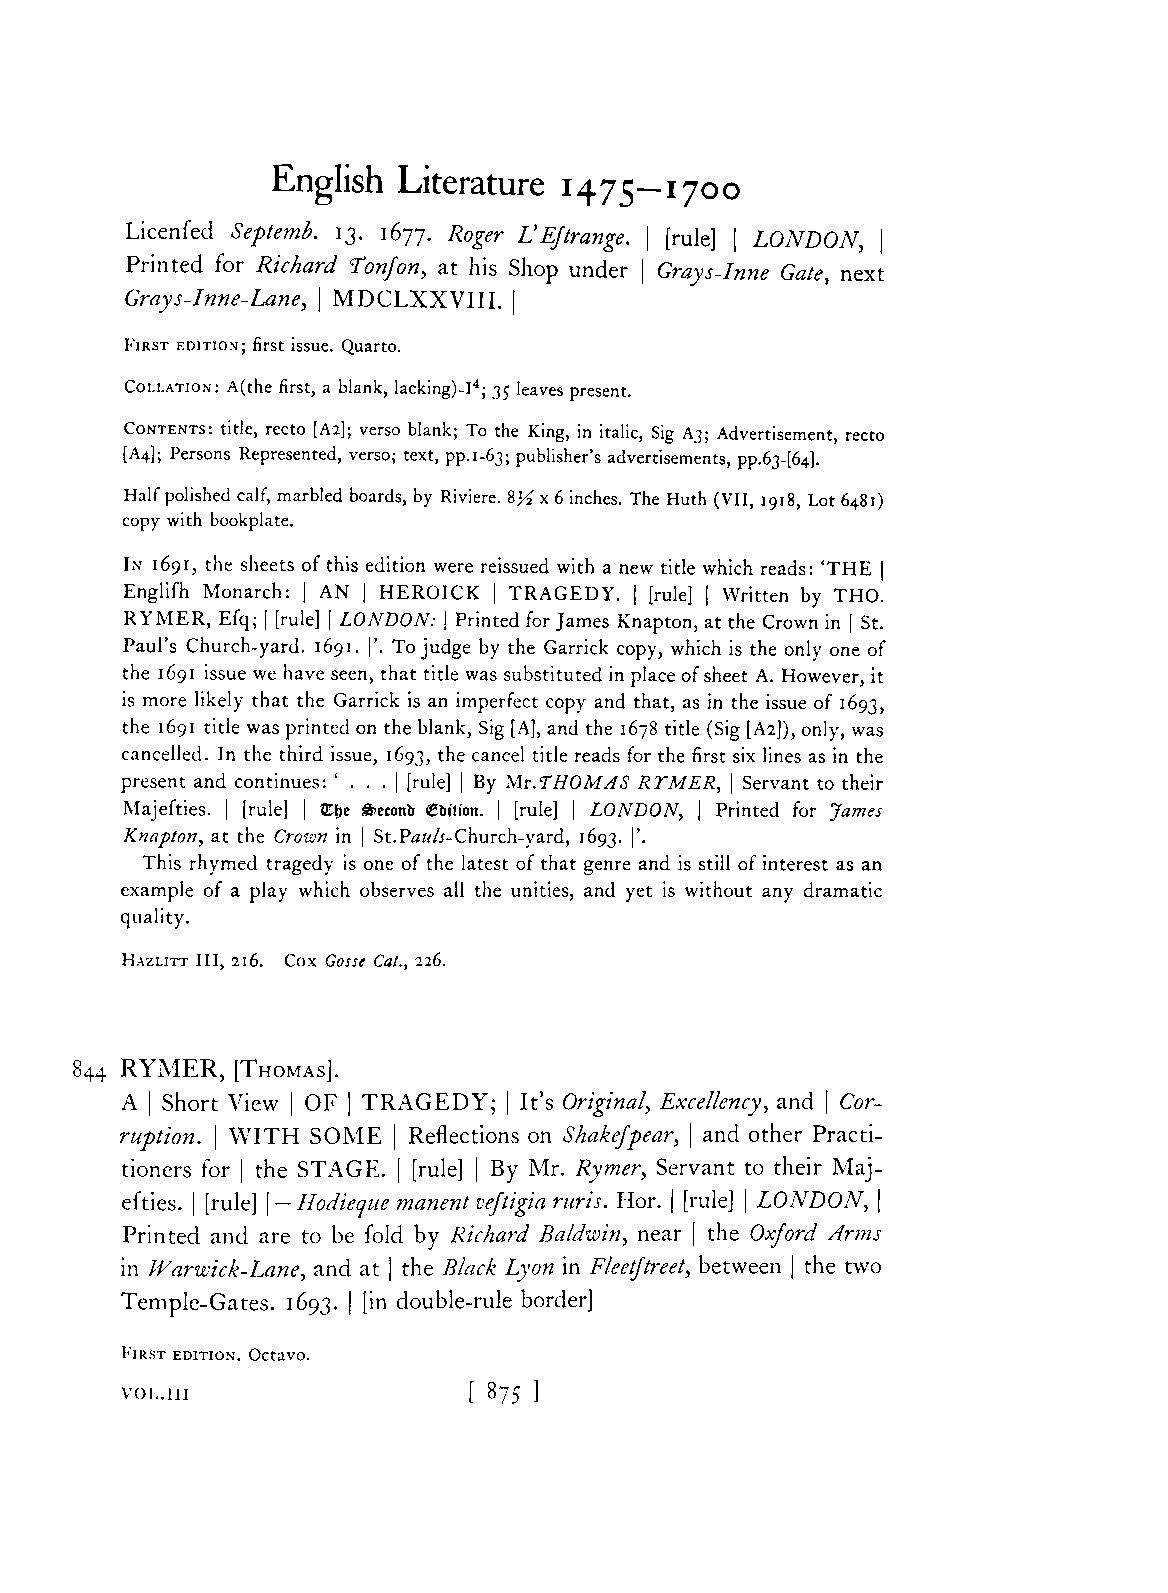 English Literature 1475–1700
Licenſed Septemb. 13. 1677. Roger L'Eſtrange. | [rule] | LONDON, |
Printed for Richard Tonſon, at his Shop under | Grays-Inne Gate, next
Grays-Inne-Lane, | MDCLXXVIII. |
FIRST EDITION; first issue. Quarto.
COLLATION: A(the first, a blank, lacking)-I⁴; 35 leaves present.
CONTENTS: title, recto [A2]; verso blank; To the King, in italic, Sig A3; Advertisement, recto
[A4]; Persons Represented, verso; text, pp.1-63; publisher's advertisements, pp.63-[64].
Half polished calf, marbled boards, by Riviere. 8½ x 6 inches. The Huth (VII, 1918, Lot 6481)
copy with bookplate.
IN 1691, the sheets of this edition were reissued with a new title which reads: 'THE |
Engliſh Monarch: | AN | HEROICK | TRAGEDY. | [rule] | Written by THO.
RYMER, Eſq; | [rule] | LONDON: | Printed for James Knapton, at the Crown in | St.
Paul's Church-yard. 1691. |'. To judge by the Garrick copy, which is the only one of
the 1691 issue we have seen, that title was substituted in place of sheet A. However, it
is more likely that the Garrick is an imperfect copy and that, as in the issue of 1693,
the 1691 title was printed on the blank, Sig [A], and the 1678 title (Sig [A2]), only, was
cancelled. In the third issue, 1693, the cancel title reads for the first six lines as in the
present and continues: ' . . . | [rule] | By Mr.THOMAS RYMER, | Servant to their
Majeſties. | [rule] | The Second Edition. | [rule] | LONDON, | Printed for James
Knapton, at the Crown in | St.Pauls-Church-yard, 1693. |'.
This rhymed tragedy is one of the latest of that genre and is still of interest as an
example of a play which observes all the unities, and yet is without any dramatic
quality.
HAZLITT III, 216. COX Gosse Cat., 226.
844 RYMER, [THOMAS].
A | Short View | OF | TRAGEDY; | It's Original, Excellency, and | Cor-
ruption. | WITH SOME | Reflections on Shakeſpear, | and other Practi-
tioners for | the STAGE. | [rule] | By Mr. Rymer, Servant to their Maj-
eſties. | [rule] | — Hodieque manent veſtigia ruris. Hor. | [rule] | LONDON, |
Printed and are to be ſold by Richard Baldwin, near | the Oxford Arms
in Warwick-Lane, and at | the Black Lyon in Fleetſtreet, between | the two
Temple-Gates. 1693. | [in double-rule border]
FIRST EDITION. Octavo.
VOL.III [ 875 ]